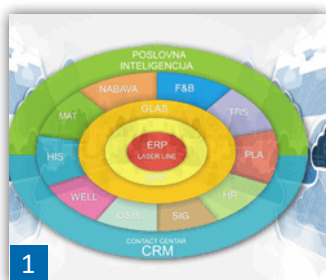 POSLOVNA
INTELIGENCIJA
NABAVA
F&B
MAT
GLAS
TRS
HIS
ERP
LASER LINE
PLA
WELL
HR
OSIS
SIG
CONTACT CENTAR
CRM
1